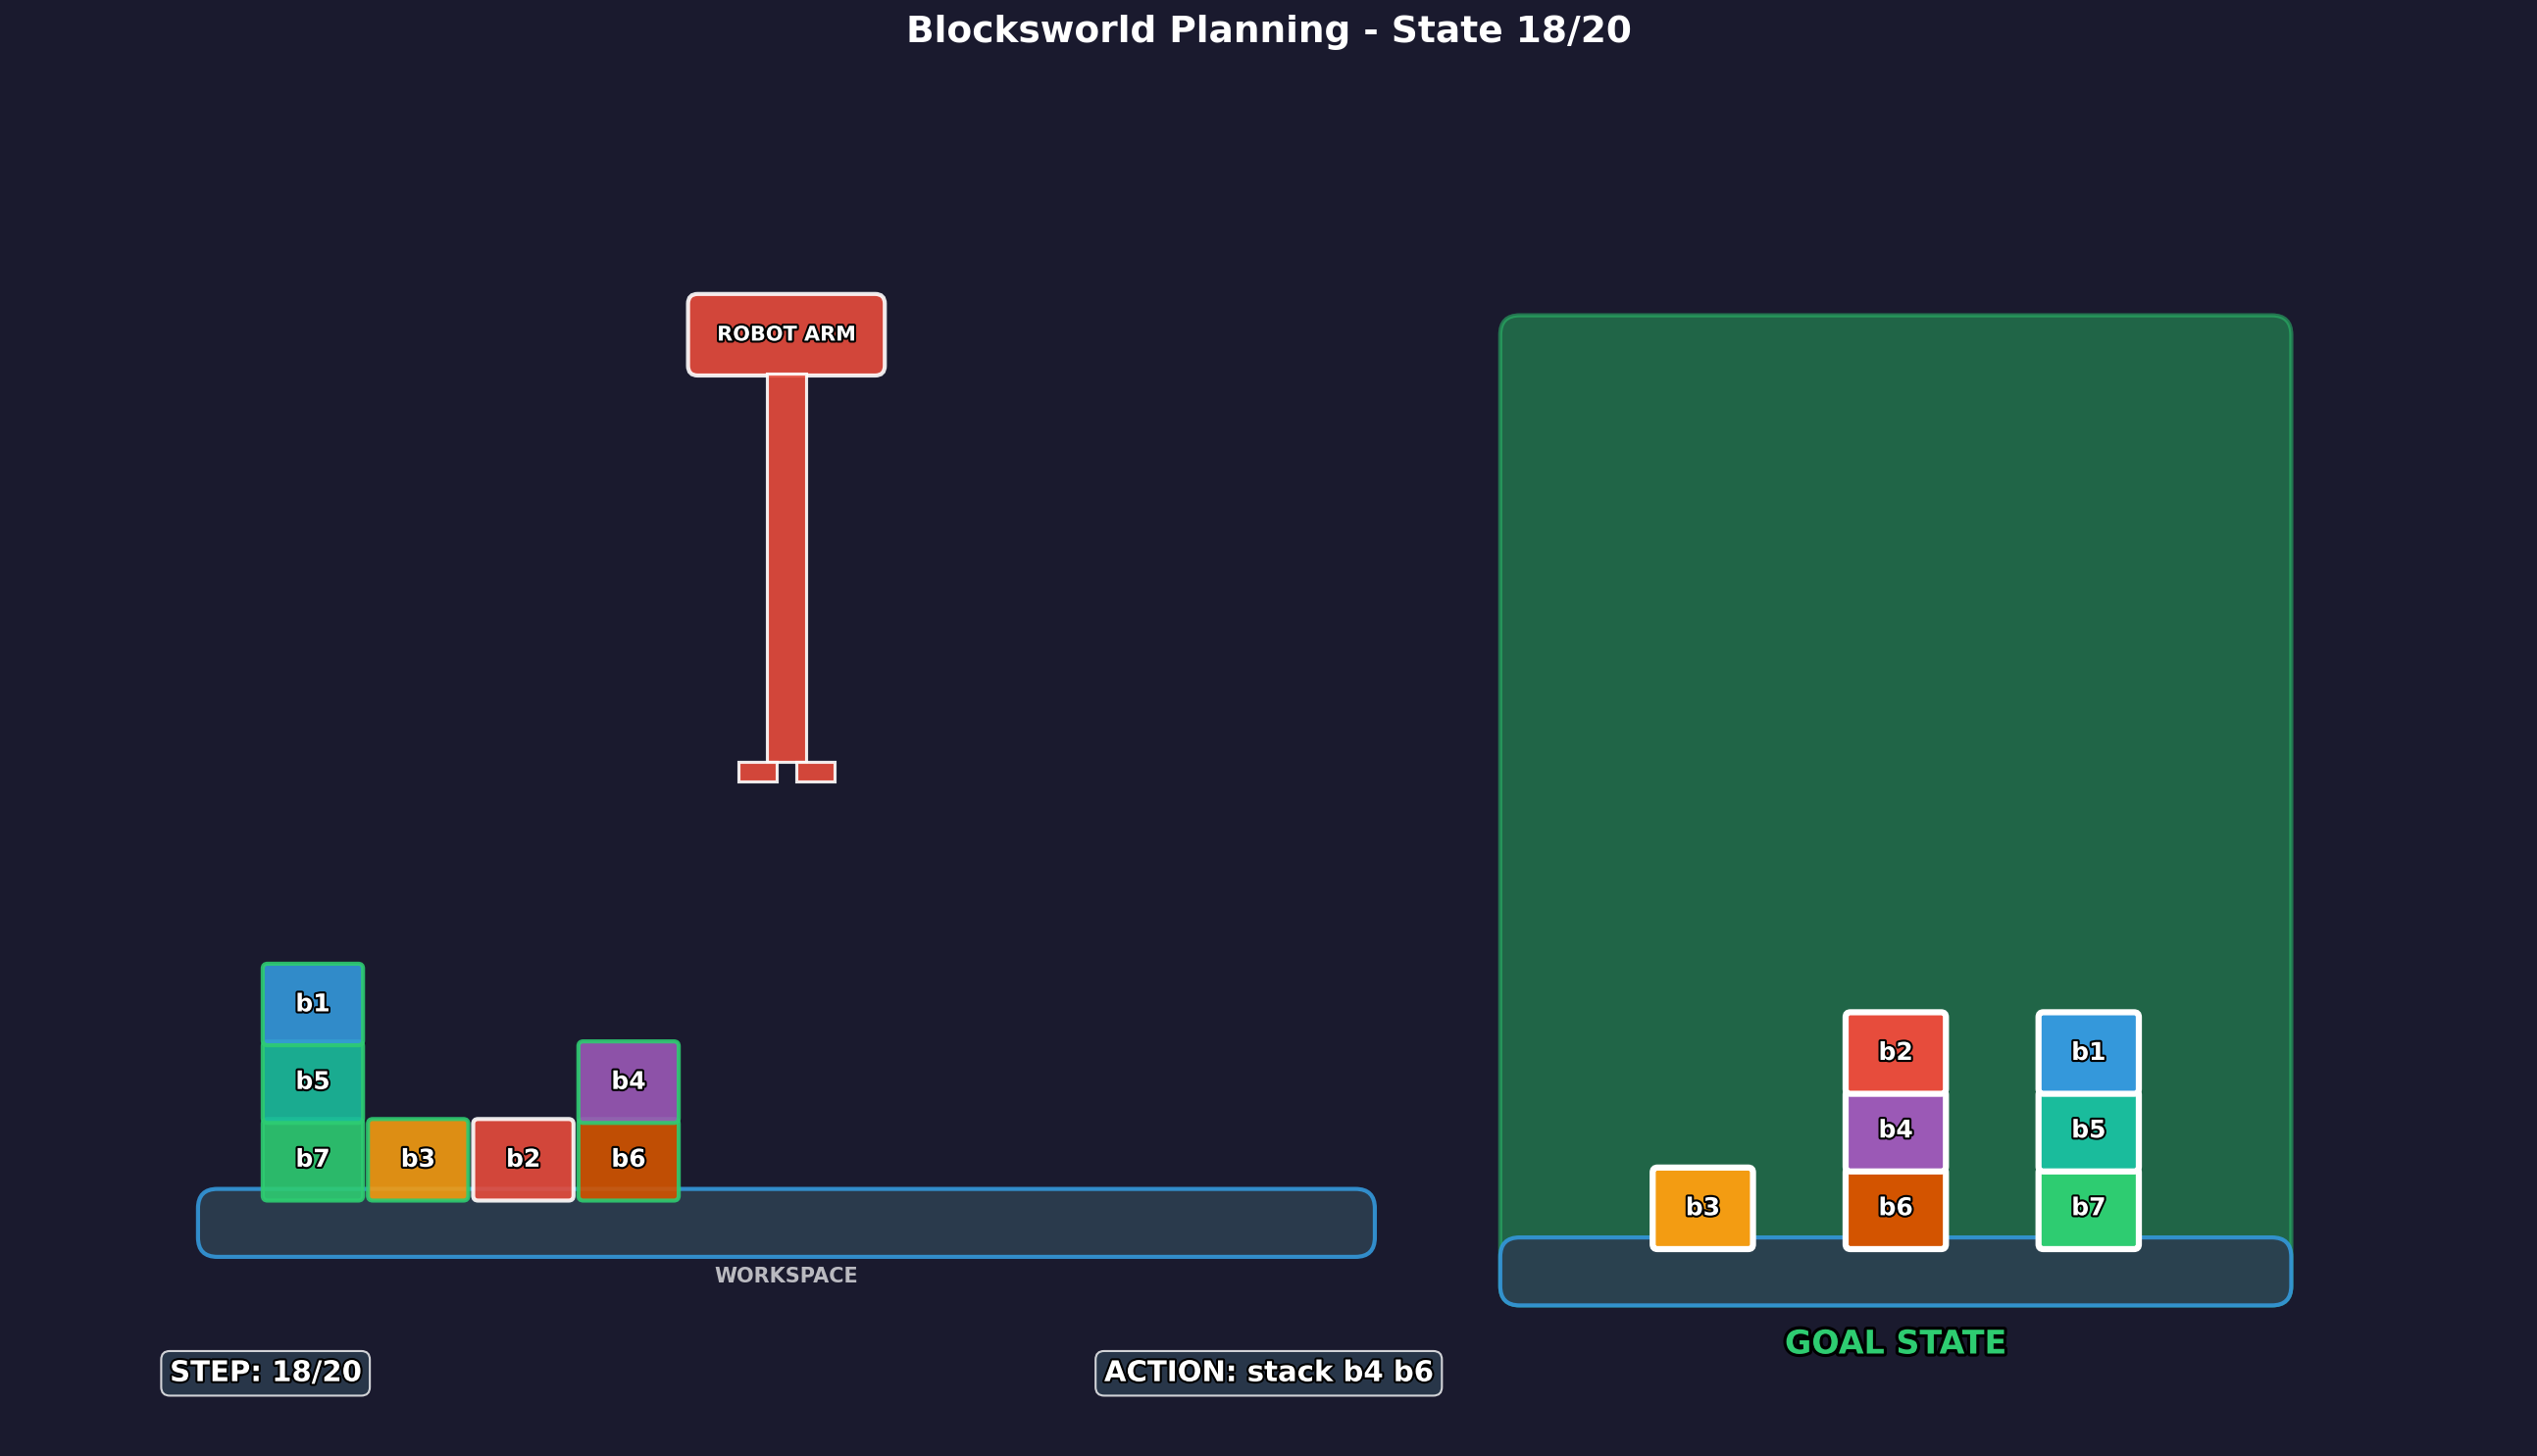 Blocksworld Planning - State 18/20
ROBOT ARM
b1
b5
b4
b7
b3
b2
b6
WORKSPACE
b2
b1
b4
b5
b3
b6
b7
GOAL STATE
STEP: 18/20
ACTION: stack b4 b6